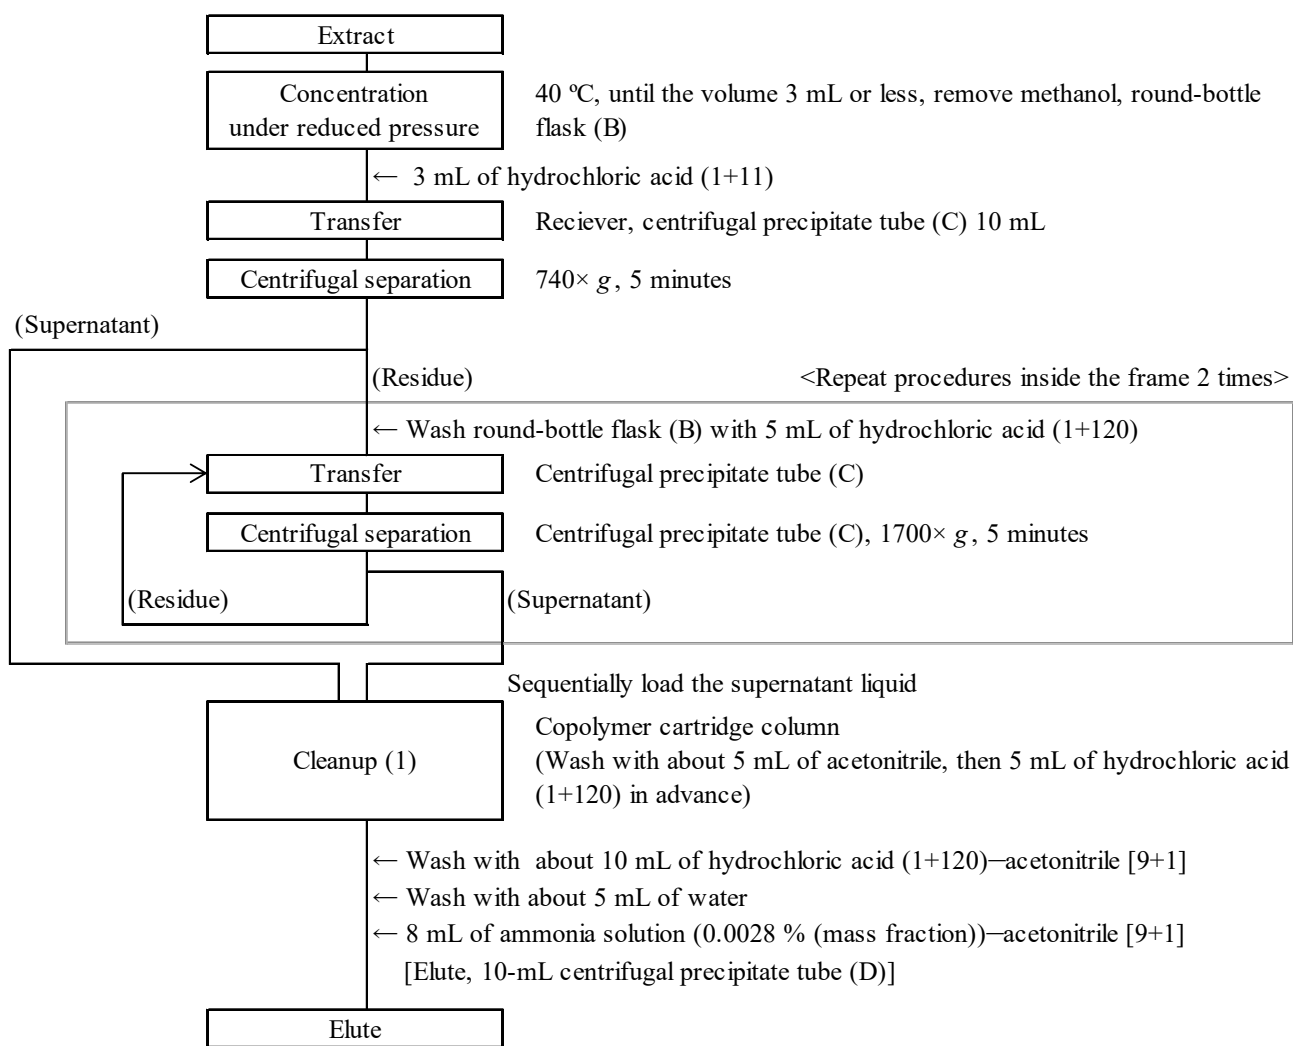 Extract
Concentration
under reduced pressure
40 ºC, until the volume 3 mL or less, remove methanol, round-bottle
flask (B)
← 3 mL of hydrochloric acid (1+11)
Transfer
Reciever, centrifugal precipitate tube (C) 10 mL
Centrifugal separation
740× g, 5 minutes
(Supernatant)
(Residue)
<Repeat procedures inside the frame 2 times>
← Wash round-bottle flask (B) with 5 mL of hydrochloric acid (1+120)
Transfer
Centrifugal precipitate tube (C)
Centrifugal separation
Centrifugal precipitate tube (C), 1700× g, 5 minutes
(Residue)
(Supernatant)
Sequentially load the supernatant liquid
Cleanup (1)
Copolymer cartridge column
(Wash with about 5 mL of acetonitrile, then 5 mL of hydrochloric acid
(1+120) in advance)
← Wash with about 10 mL of hydrochloric acid (1+120)─acetonitrile [9+1]
← Wash with about 5 mL of water
← 8 mL of ammonia solution (0.0028 % (mass fraction))─acetonitrile [9+1]
[Elute, 10-mL centrifugal precipitate tube (D)]
Elute